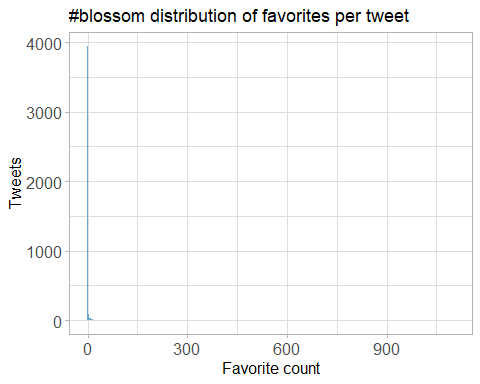 #blossom distribution of favorites per tweet
4000
3000
2000
1000
0
Tweets
0 300 600 900
Favorite count